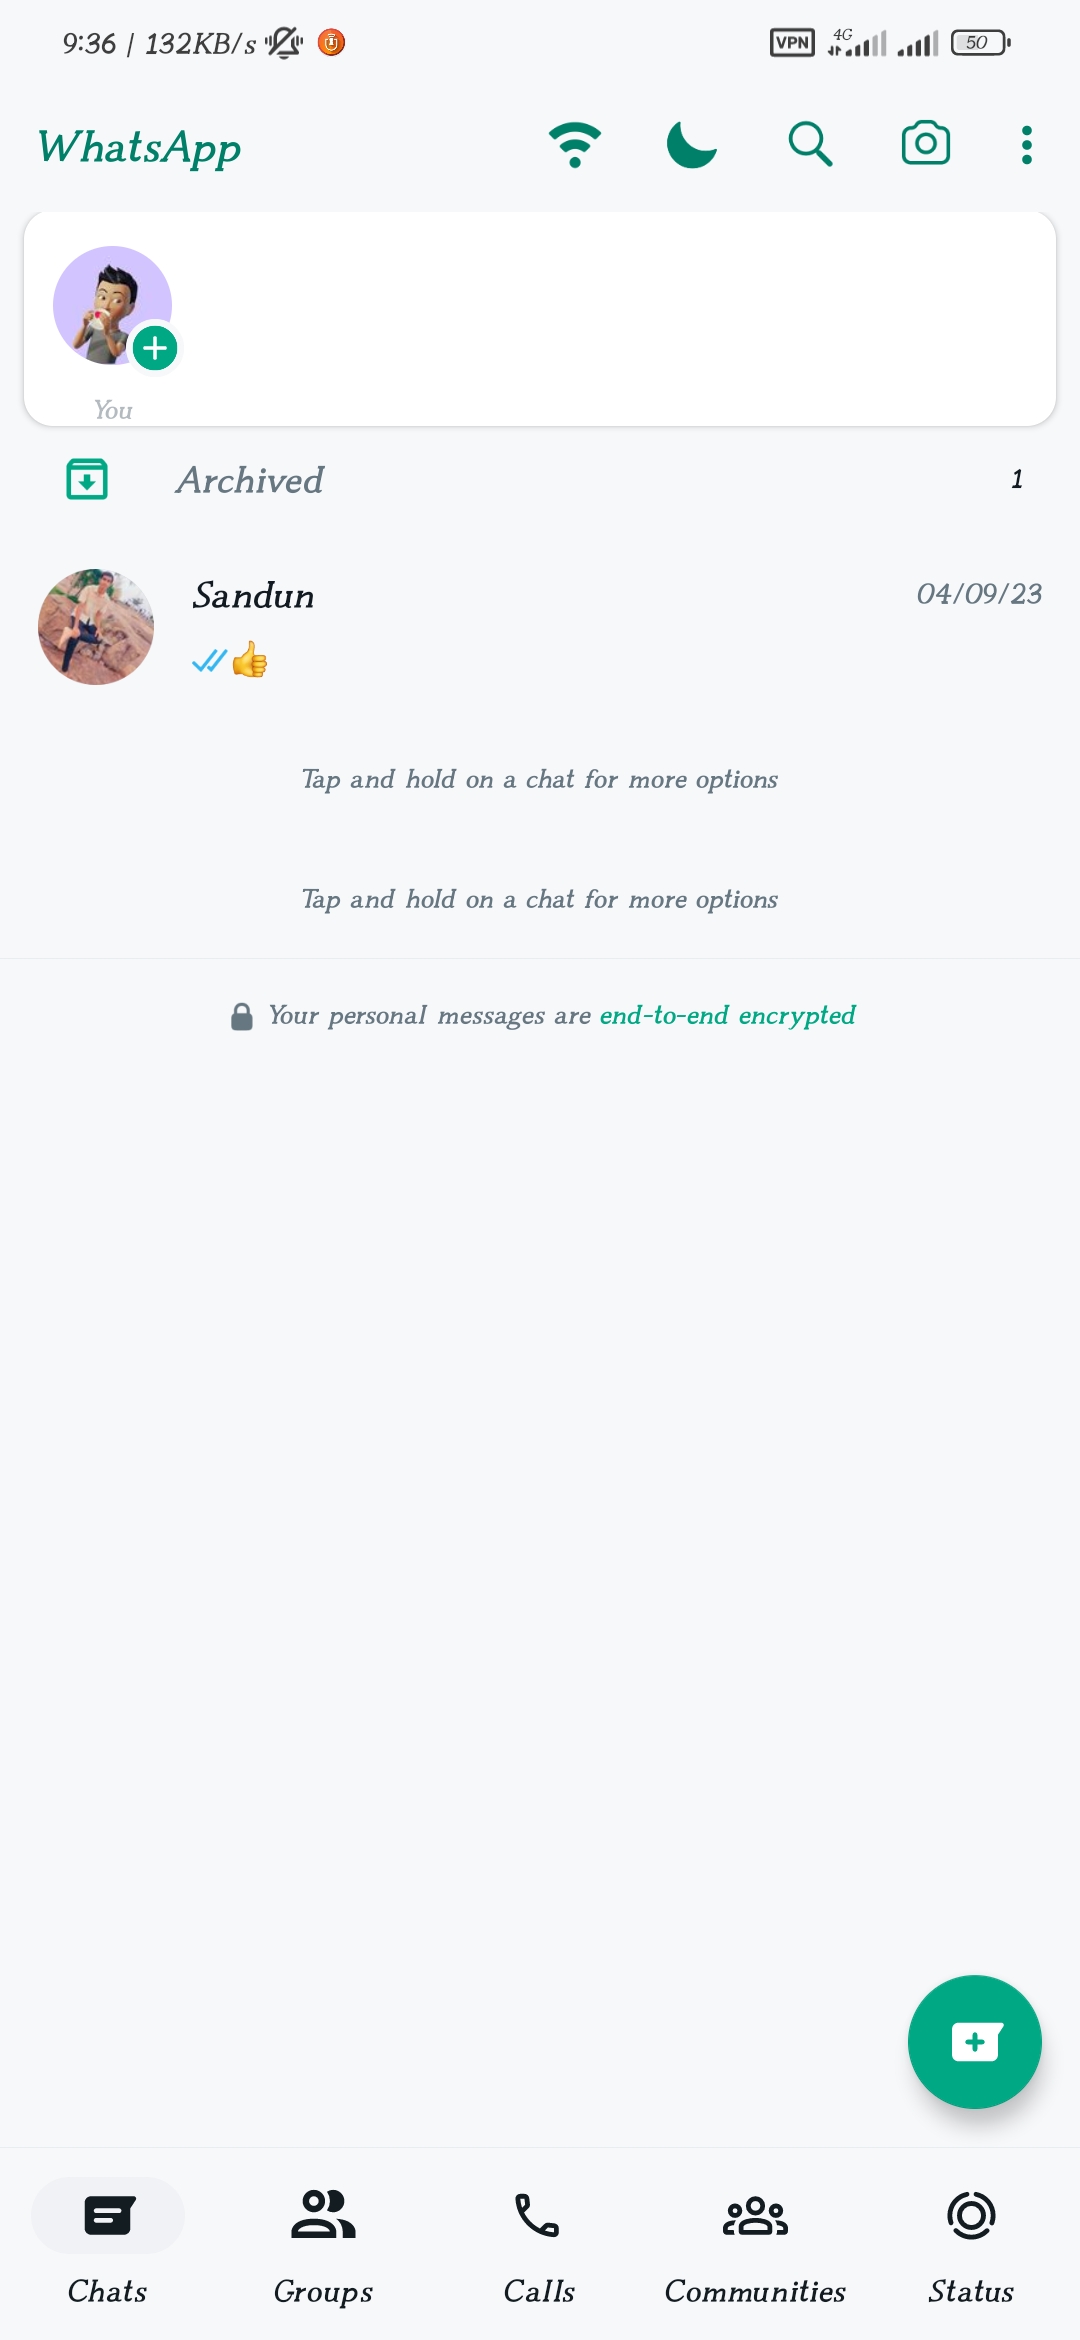 9:36 | 132KB/s
VPN 4G 50
WhatsApp
You
Archived 1
Sandun 04/09/23
👍
Tap and hold on a chat for more options
Tap and hold on a chat for more options
Your personal messages are end-to-end encrypted
Chats Groups Calls Communities Status